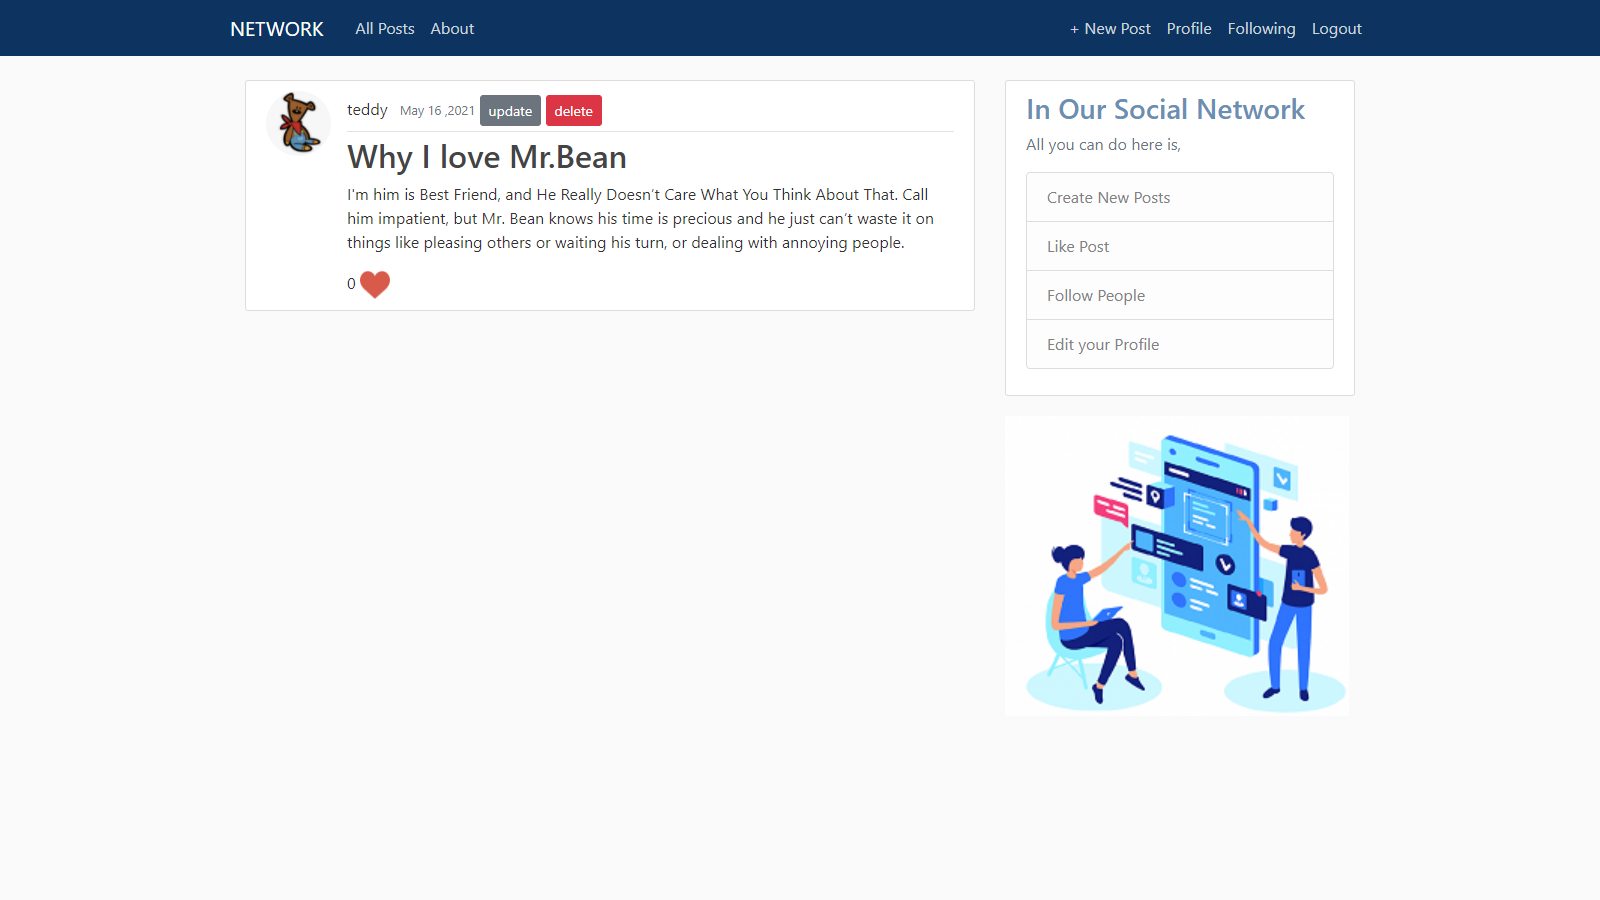 NETWORK All Posts About + New Post Profile Following Logout
teddy May 16 ,2021 update delete
Why I love Mr.Bean
I'm him is Best Friend, and He Really Doesn’t Care What You Think About That. Call
him impatient, but Mr. Bean knows his time is precious and he just can’t waste it on
things like pleasing others or waiting his turn, or dealing with annoying people.
0
In Our Social Network
All you can do here is,
Create New Posts
Like Post
Follow People
Edit your Profile